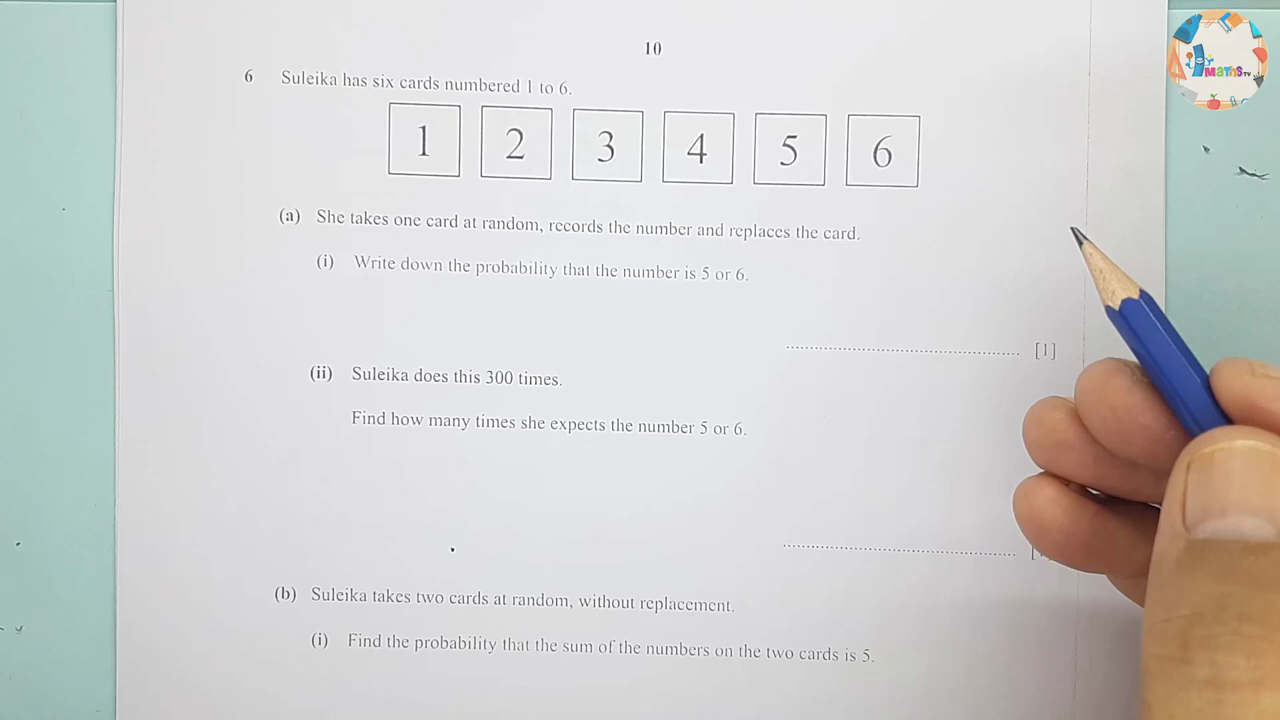 10
6 Suleika has six cards numbered 1 to 6.
1 2 3 4 5 6
(a) She takes one card at random, records the number and replaces the card.
(i) Write down the probability that the number is 5 or 6.
[1]
(ii) Suleika does this 300 times.
Find how many times she expects the number 5 or 6.
(b) Suleika takes two cards at random, without replacement.
(i) Find the probability that the sum of the numbers on the two cards is 5.
MATHS TV